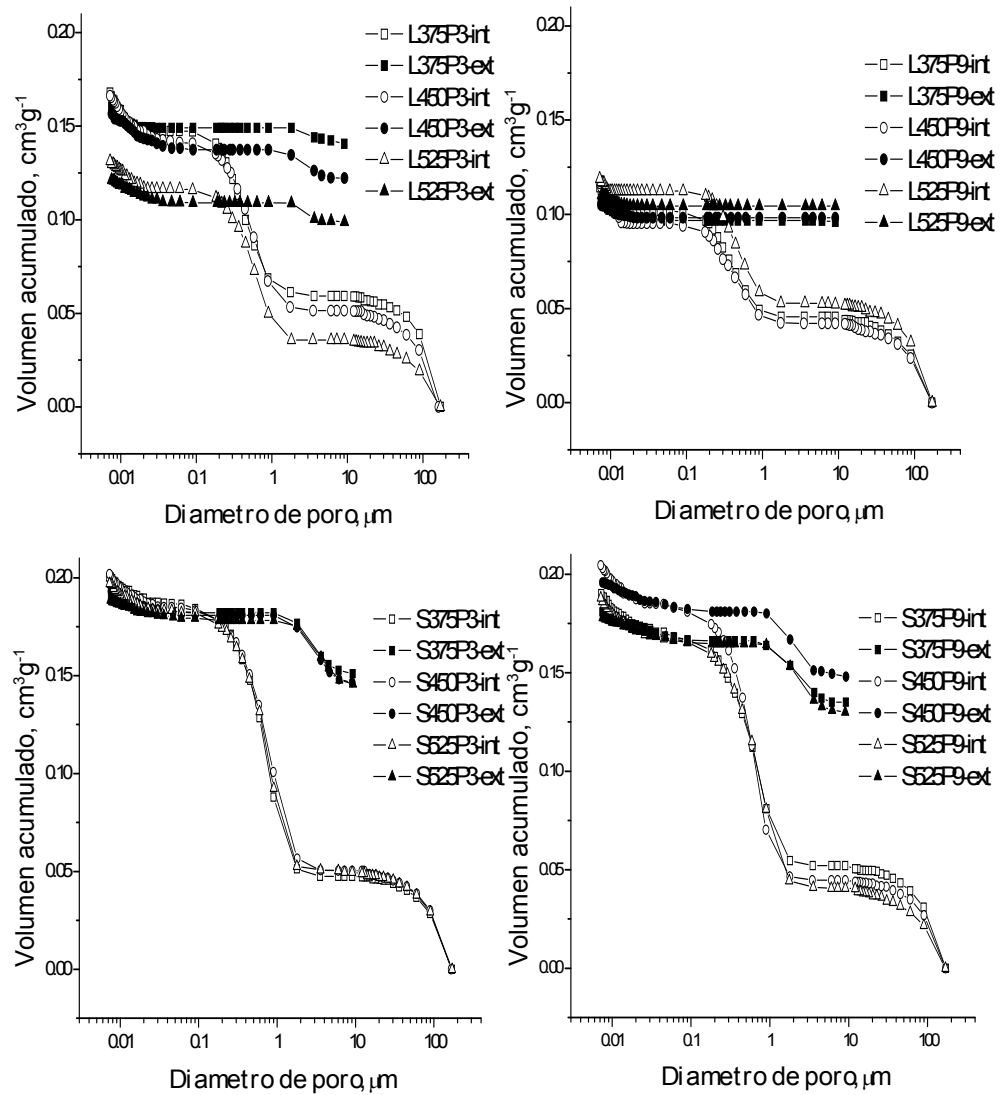 0.20
0.15
0.10
0.05
0.00
Volumen acumulado, cm³g⁻¹
0.01 0.1 1 10 100
Diametro de poro, μm
L375P3-int
L375P3-ext
L450P3-int
L450P3-ext
L525P3-int
L525P3-ext
0.20
0.15
0.10
0.05
0.00
Volumen acumulado, cm³g⁻¹
0.01 0.1 1 10 100
Diametro de poro, μm
L375P9-int
L375P9-ext
L450P9-int
L450P9-ext
L525P9-int
L525P9-ext
0.20
0.15
0.10
0.05
0.00
Volumen acumulado, cm³g⁻¹
0.01 0.1 1 10 100
Diametro de poro, μm
S375P3-int
S375P3-ext
S450P3-int
S450P3-ext
S525P3-int
S525P3-ext
0.20
0.15
0.10
0.05
0.00
Volumen acumulado, cm³g⁻¹
0.01 0.1 1 10 100
Diametro de poro, μm
S375P9-int
S375P9-ext
S450P9-int
S450P9-ext
S525P9-int
S525P9-ext